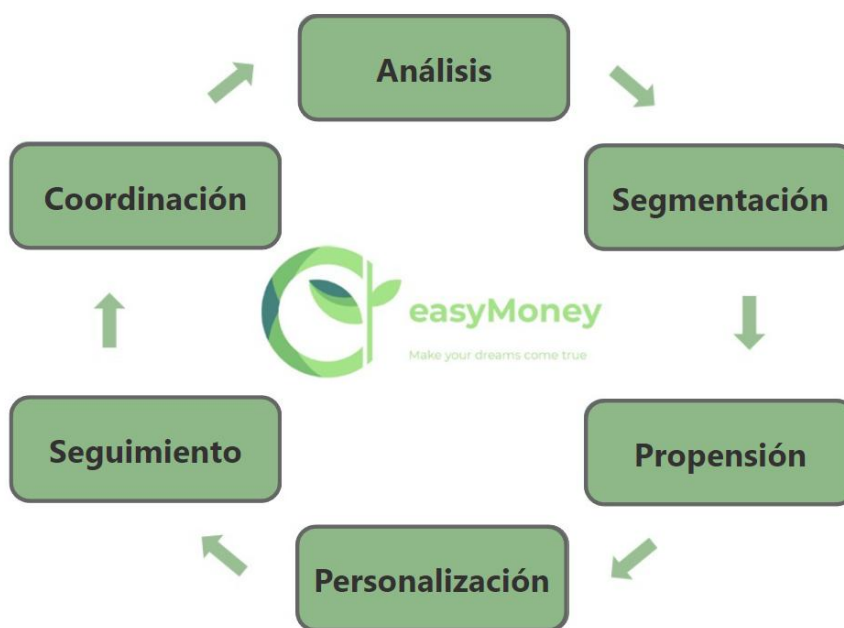 Análisis
Segmentación
Propensión
Personalización
Seguimiento
Coordinación
easyMoney
Make your dreams come true